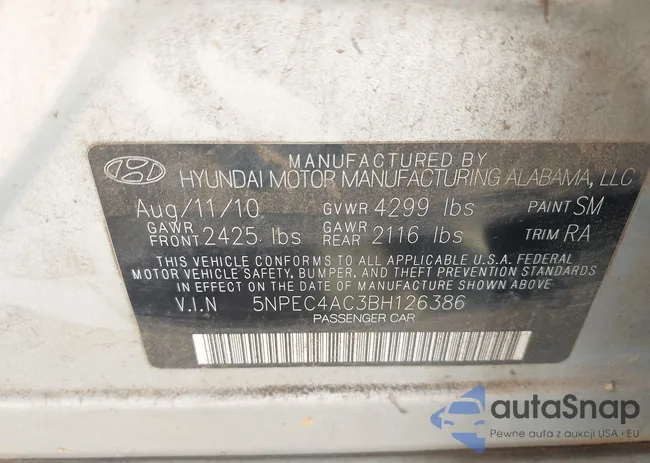 MANUFACTURED BY
HYUNDAI MOTOR MANUFACTURING ALABAMA, LLC
Aug/11/10 GVWR 4299 lbs PAINT SM
GAWR FRONT 2425 lbs GAWR REAR 2116 lbs TRIM RA
THIS VEHICLE CONFORMS TO ALL APPLICABLE U.S.A. FEDERAL
MOTOR VEHICLE SAFETY, BUMPER, AND THEFT PREVENTION STANDARDS
IN EFFECT ON THE DATE OF MANUFACTURE SHOWN ABOVE
V.I.N 5NPEC4AC3BH126386
PASSENGER CAR
autoSnap
Pewne auta z aukcji USA i EU